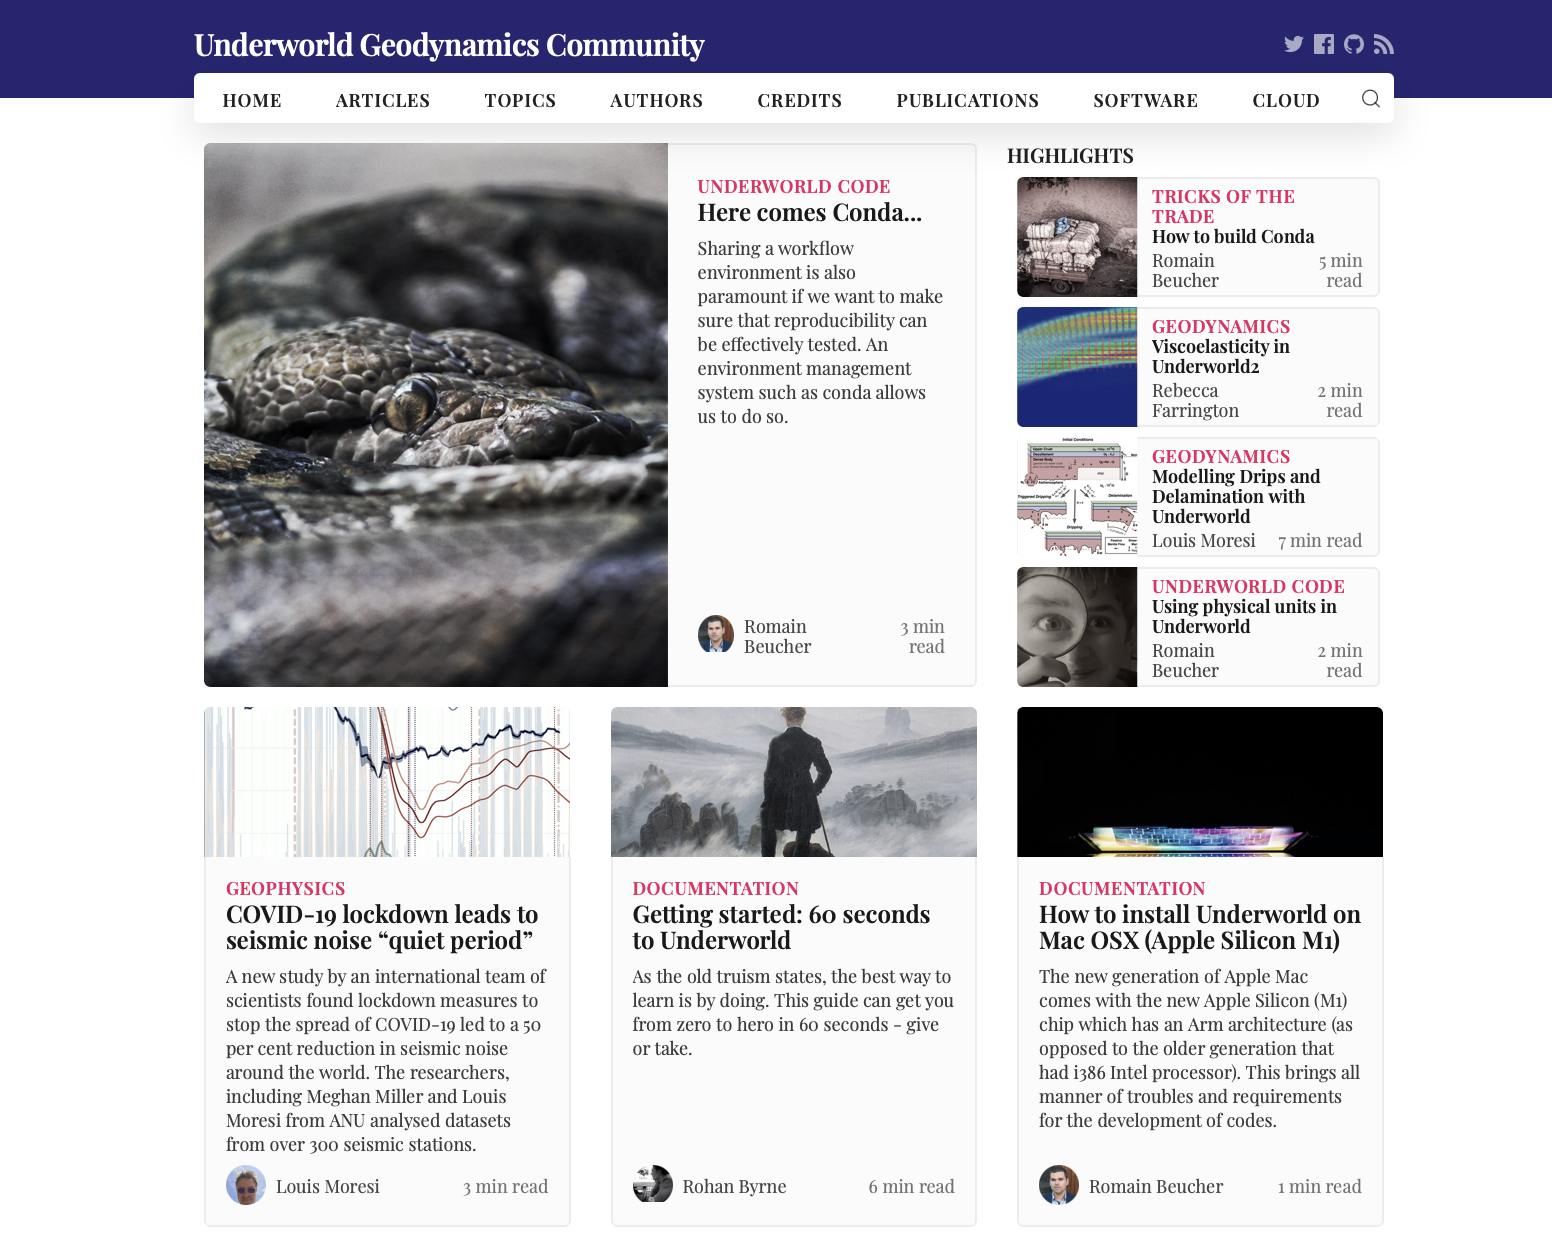 Underworld Geodynamics Community
HOME ARTICLES TOPICS AUTHORS CREDITS PUBLICATIONS SOFTWARE CLOUD
UNDERWORLD CODE
Here comes Conda...
Sharing a workflow
environment is also
paramount if we want to make
sure that reproducibility can
be effectively tested. An
environment management
system such as conda allows
us to do so.
Romain
Beucher
3 min
read
HIGHLIGHTS
TRICKS OF THE
TRADE
How to build Conda
Romain
Beucher
5 min
read
GEODYNAMICS
Viscoelasticity in
Underworld2
Rebecca
Farrington
2 min
read
Initial Conditions
Upper Crust
Decollement
Dense Body
Triggered Dripping
Delamination
Dripping
GEODYNAMICS
Modelling Drips and
Delamination with
Underworld
Louis Moresi 7 min read
UNDERWORLD CODE
Using physical units in
Underworld
Romain
Beucher
2 min
read
GEOPHYSICS
COVID-19 lockdown leads to
seismic noise “quiet period”
A new study by an international team of
scientists found lockdown measures to
stop the spread of COVID-19 led to a 50
per cent reduction in seismic noise
around the world. The researchers,
including Meghan Miller and Louis
Moresi from ANU analysed datasets
from over 300 seismic stations.
Louis Moresi 3 min read
DOCUMENTATION
Getting started: 60 seconds
to Underworld
As the old truism states, the best way to
learn is by doing. This guide can get you
from zero to hero in 60 seconds - give
or take.
Rohan Byrne 6 min read
DOCUMENTATION
How to install Underworld on
Mac OSX (Apple Silicon M1)
The new generation of Apple Mac
comes with the new Apple Silicon (M1)
chip which has an Arm architecture (as
opposed to the older generation that
had i386 Intel processor). This brings all
manner of troubles and requirements
for the development of codes.
Romain Beucher 1 min read